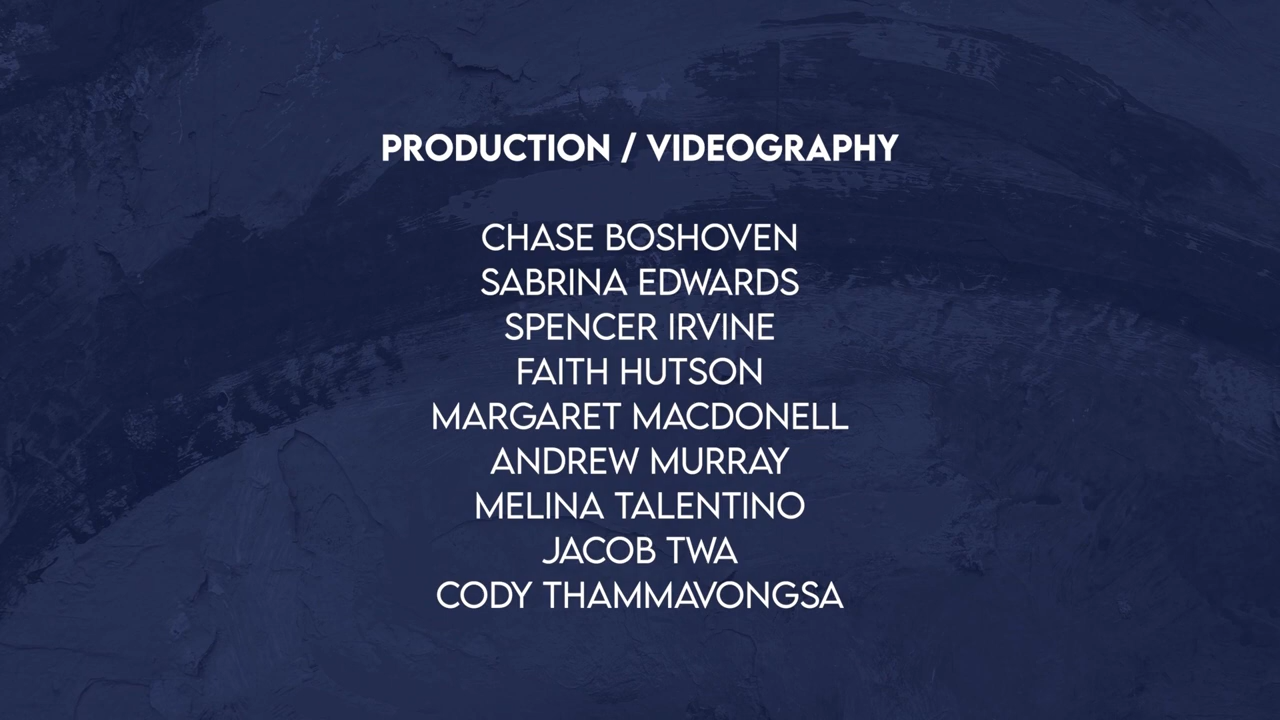 PRODUCTION / VIDEOGRAPHY
CHASE BOSHOVEN
SABRINA EDWARDS
SPENCER IRVINE
FAITH HUTSON
MARGARET MACDONELL
ANDREW MURRAY
MELINA TALENTINO
JACOB TWA
CODY THAMMAVONGSA